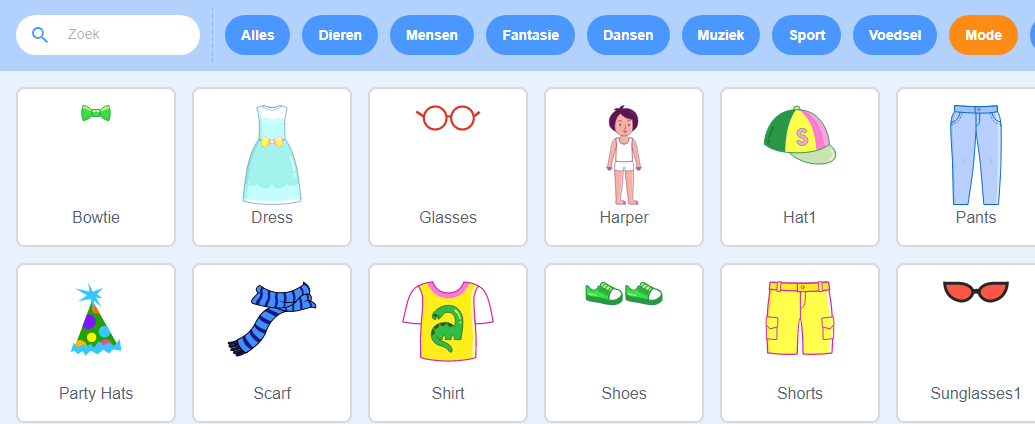 Zoek Alles Dieren Mensen Fantasie Dansen Muziek Sport Voedsel Mode
S
Bowtie Dress Glasses Harper Hat1 Pants
Party Hats Scarf Shirt Shoes Shorts Sunglasses1